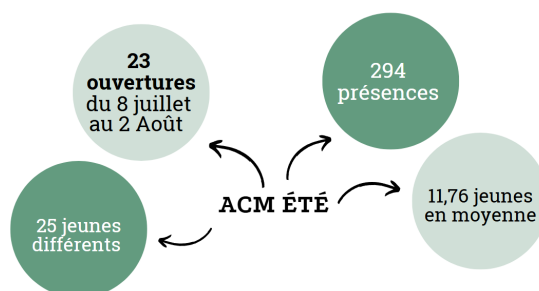 23
ouvertures
du 8 juillet
au 2 Août
294
présences
ACM ÉTÉ
11,76 jeunes
en moyenne
25 jeunes
différents